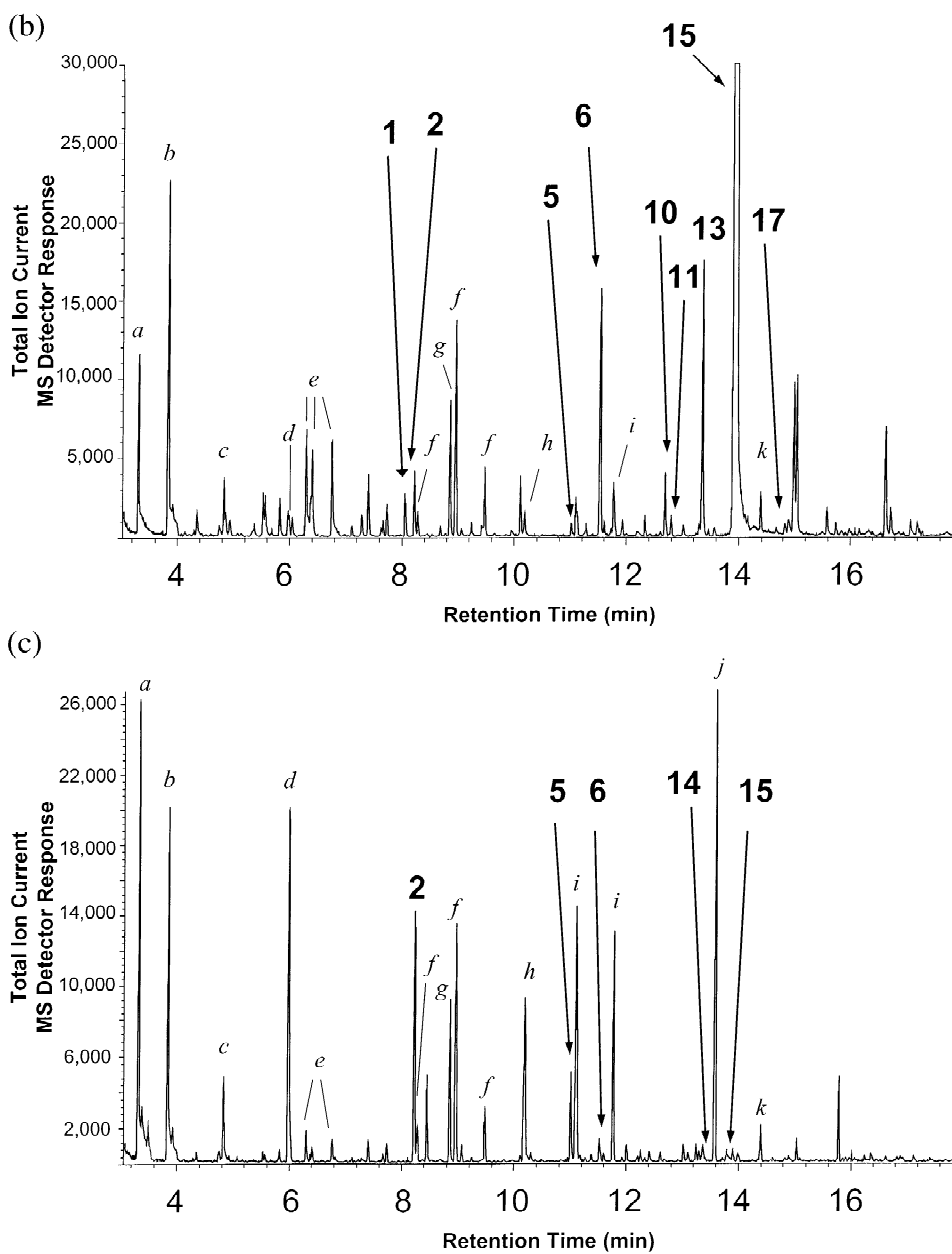 (b)
15
30,000
25,000
20,000
15,000
10,000
5,000
Total Ion Current
MS Detector Response
a
b
c
d
e
1
2
f
g
f
f
h
5
6
i
10
11
13
k
17
4 6 8 10 12 14 16
Retention Time (min)
(c)
26,000
22,000
18,000
14,000
10,000
6,000
2,000
Total Ion Current
MS Detector Response
a
b
c
d
e
2
f
f
g
f
h
5
6
i
i
14
j
15
k
4 6 8 10 12 14 16
Retention Time (min)